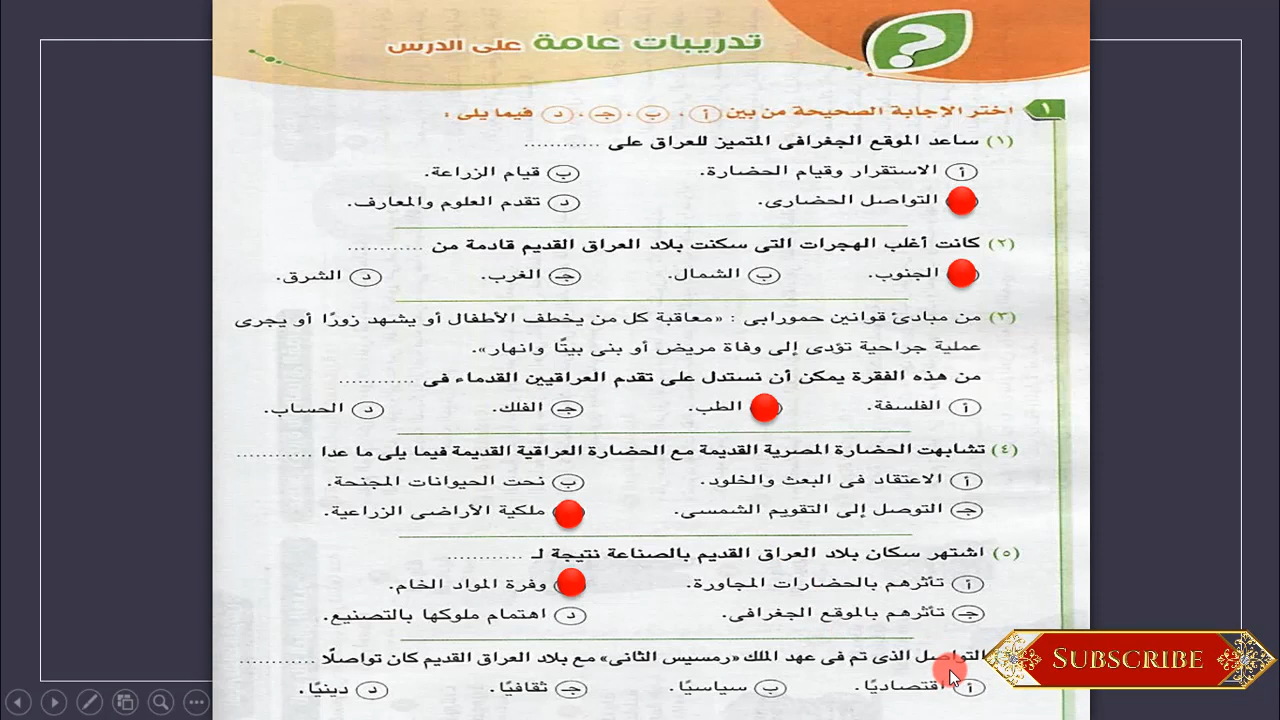 تدريبات عامة على الدرس
?
١ اختر الإجابة الصحيحة من بين أ ، ب ، جـ ، د فيما يلى :
(١) ساعد الموقع الجغرافى المتميز للعراق على ............
أ الاستقرار وقيام الحضارة. ب قيام الزراعة.
التواصل الحضارى. د تقدم العلوم والمعارف.
(٢) كانت أغلب الهجرات التى سكنت بلاد العراق القديم قادمة من ............
الجنوب. ب الشمال. جـ الغرب. د الشرق.
(٣) من مبادئ قوانين حمورابى : «معاقبة كل من يخطف الأطفال أو يشهد زورًا أو يجرى
عملية جراحية تؤدى إلى وفاة مريض أو بنى بيتًا وانهار».
من هذه الفقرة يمكن أن نستدل على تقدم العراقيين القدماء فى ............
أ الفلسفة. الطب. جـ الفلك. د الحساب.
(٤) تشابهت الحضارة المصرية القديمة مع الحضارة العراقية القديمة فيما يلى ما عدا ............
أ الاعتقاد فى البعث والخلود. ب نحت الحيوانات المجنحة.
جـ التوصل إلى التقويم الشمسى. ملكية الأراضى الزراعية.
(٥) اشتهر سكان بلاد العراق القديم بالصناعة نتيجة لـ ............
أ تأثرهم بالحضارات المجاورة. وفرة المواد الخام.
جـ تأثرهم بالموقع الجغرافى. د اهتمام ملوكها بالتصنيع.
التواصل الذى تم فى عهد الملك «رمسيس الثانى» مع بلاد العراق القديم كان تواصلًا ............
أ اقتصاديًا. ب سياسيًا. جـ ثقافيًا. د دينيًا.
SUBSCRIBE